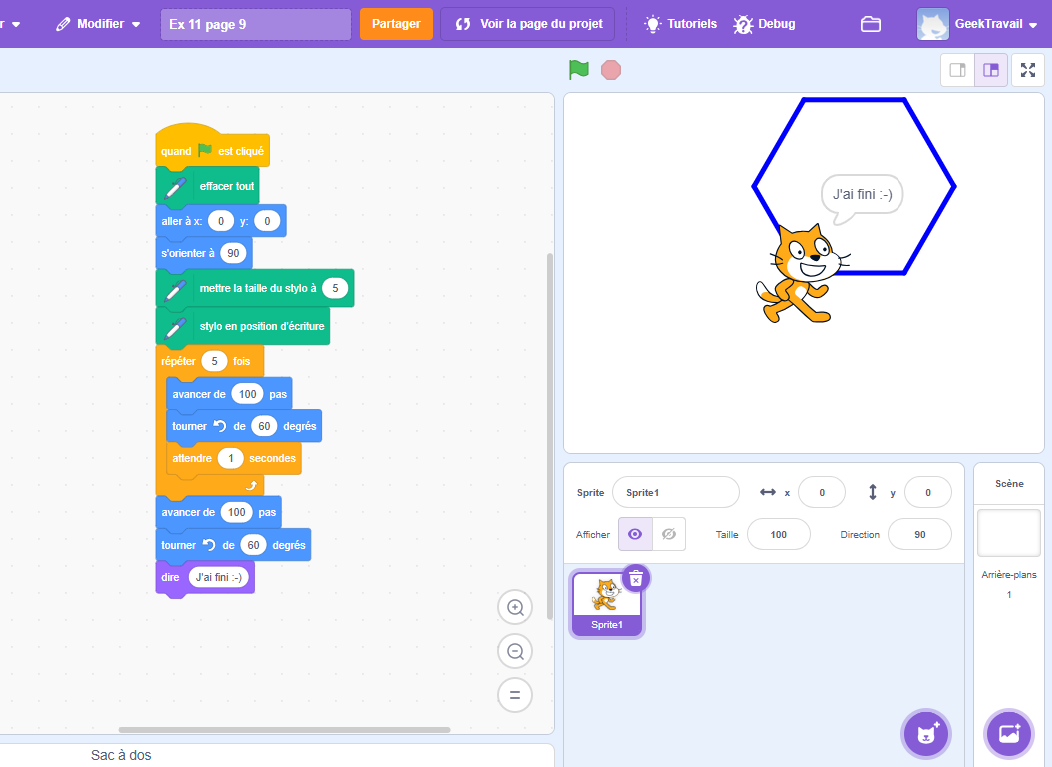 r
Modifier
Ex 11 page 9
Partager
Voir la page du projet
Tutoriels
Debug
GeekTravail
quand est cliqué
effacer tout
aller à x: 0 y: 0
s'orienter à 90
mettre la taille du stylo à 5
stylo en position d'écriture
répéter 5 fois
avancer de 100 pas
tourner de 60 degrés
attendre 1 secondes
avancer de 100 pas
tourner de 60 degrés
dire J'ai fini :-)
Sac à dos
J'ai fini :-)
Sprite Sprite1 x 0 y 0
Afficher Taille 100 Direction 90
Sprite1
Scène
Arrière-plans
1